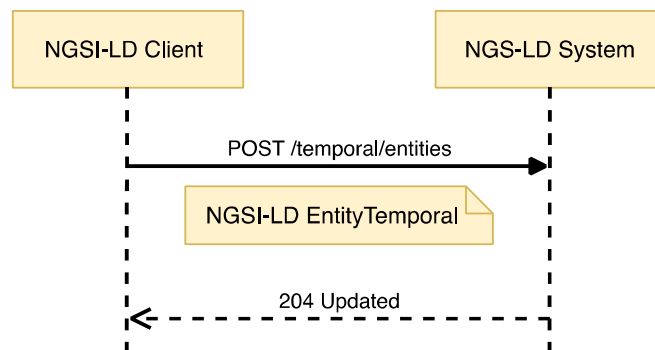 NGSI-LD Client
NGS-LD System
POST /temporal/entities
NGSI-LD EntityTemporal
204 Updated